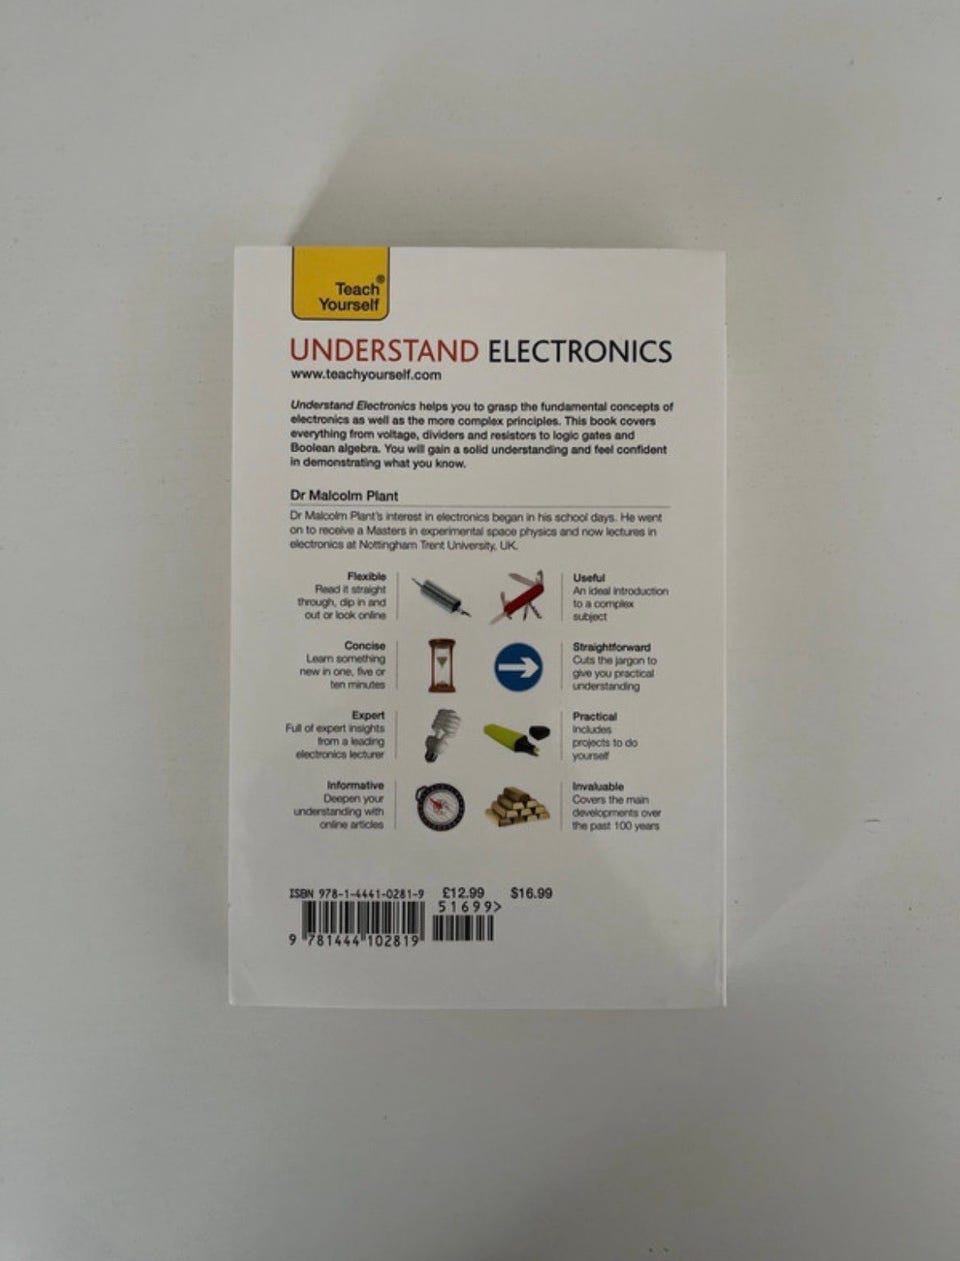 Teach®
Yourself
UNDERSTAND ELECTRONICS
www.teachyourself.com
Understand Electronics helps you to grasp the fundamental concepts of
electronics as well as the more complex principles. This book covers
everything from voltage, dividers and resistors to logic gates and
Boolean algebra. You will gain a solid understanding and feel confident
in demonstrating what you know.
Dr Malcolm Plant
Dr Malcolm Plant's interest in electronics began in his school days. He went
on to receive a Masters in experimental space physics and now lectures in
electronics at Nottingham Trent University, UK.
Flexible
Read it straight
through, dip in and
out or look online
Useful
An ideal introduction
to a complex
subject
Concise
Learn something
new in one, five or
ten minutes
Straightforward
Cuts the jargon to
give you practical
understanding
Expert
Full of expert insights
from a leading
electronics lecturer
Practical
Includes
projects to do
yourself
Informative
Deepen your
understanding with
online articles
Invaluable
Covers the main
developments over
the past 100 years
ISBN 978-1-4441-0281-9 £12.99 $16.99
51699>
9 781444 102819